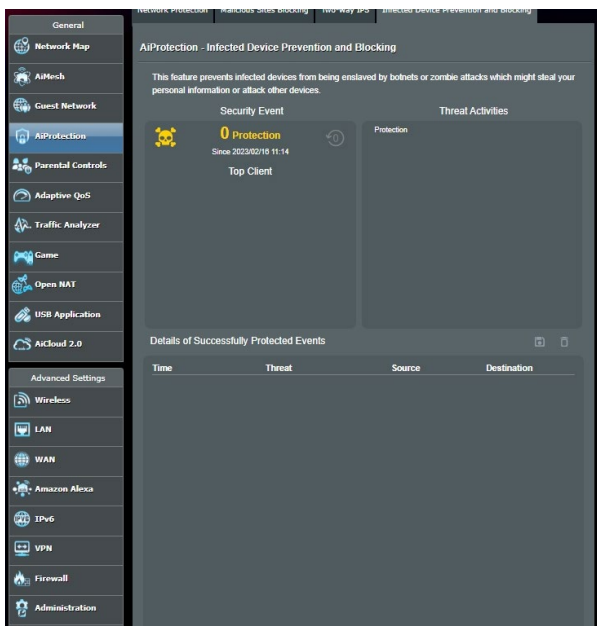 General
Network Map
AiMesh
Guest Network
AiProtection
Parental Controls
Adaptive QoS
Traffic Analyzer
Game
Open NAT
USB Application
AiCloud 2.0
Advanced Settings
Wireless
LAN
WAN
Amazon Alexa
IPv6
VPN
Firewall
Administration
Network Protection
Malicious Sites Blocking
Two-Way IPS
Infected Device Prevention and Blocking
AiProtection - Infected Device Prevention and Blocking
This feature prevents infected devices from being enslaved by botnets or zombie attacks which might steal your
personal information or attack other devices.
Security Event
0 Protection
0
Since 2023/02/16 11:14
Top Client
Threat Activities
Protection
Details of Successfully Protected Events
Time Threat Source Destination